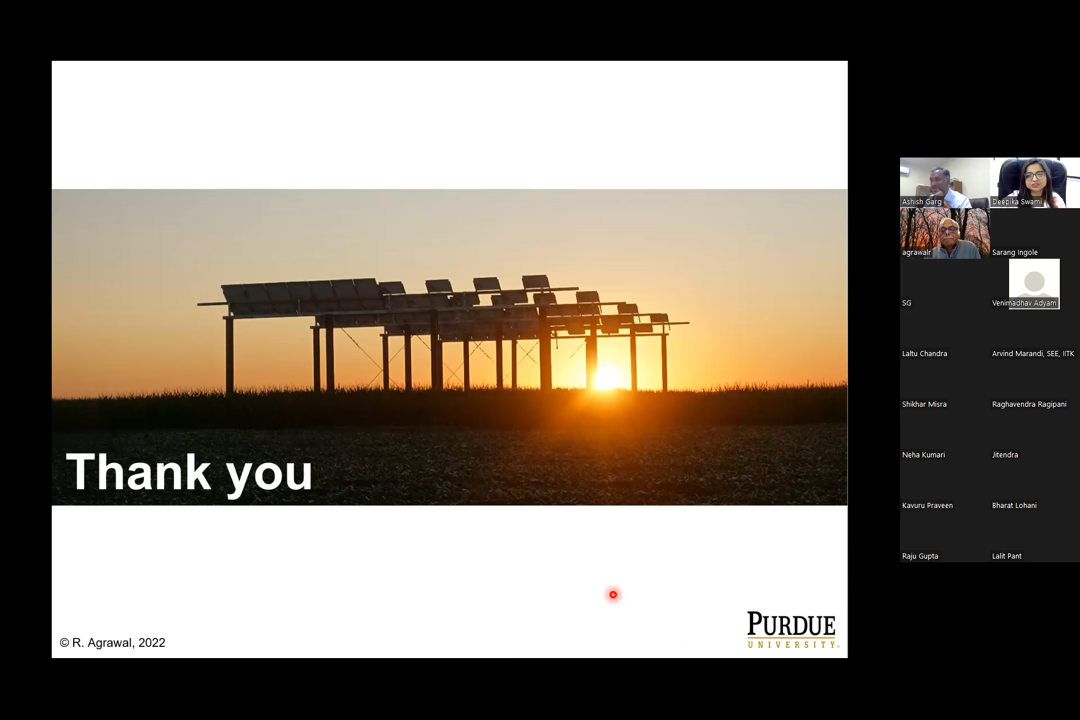 Thank you
© R. Agrawal, 2022
PURDUE
UNIVERSITY
Ashish Garg
Deepika Swami
agrawalr
Sarang Ingole
SG
Venimadhav Adyam
Laltu Chandra
Arvind Marandi, SEE, IITK
Shikhar Misra
Raghavendra Ragipani
Neha Kumari
Jitendra
Kavuru Praveen
Bharat Lohani
Raju Gupta
Lalit Pant